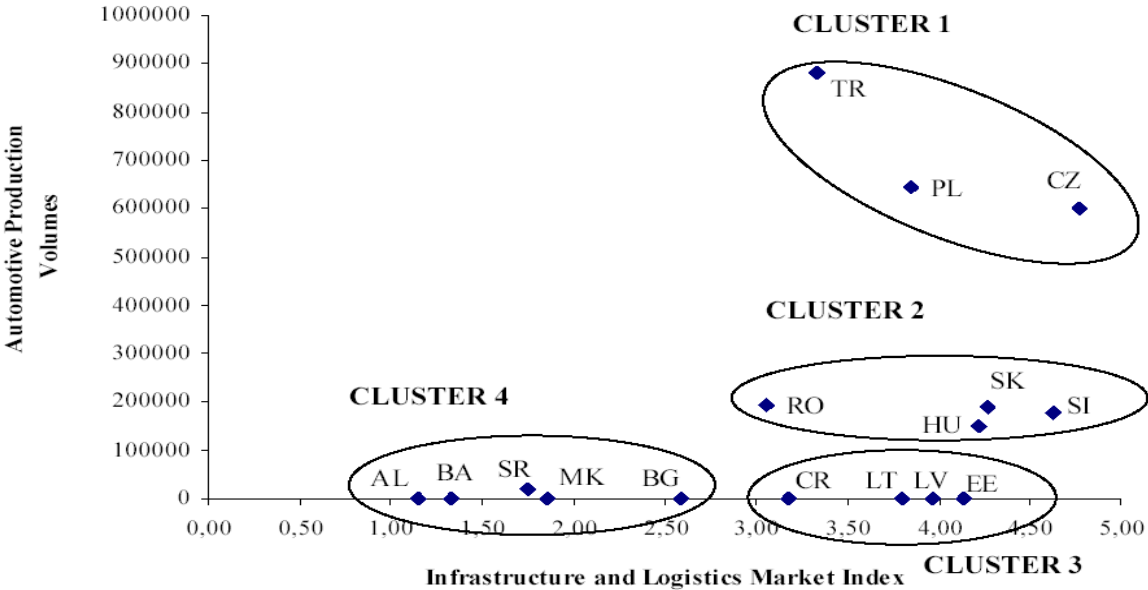 1000000
CLUSTER 1
900000
TR
800000
700000
PL
CZ
600000
500000
400000
CLUSTER 2
300000
CLUSTER 4
SK
200000
RO
SI
HU
100000
AL
BA
SR
MK
BG
CR
LT
LV
EE
0
0,00
0,50
1,00
1,50
2,00
2,50
3,00
3,50
4,00
4,50
5,00
CLUSTER 3
Automotive Production
Volumes
Infrastructure and Logistics Market Index